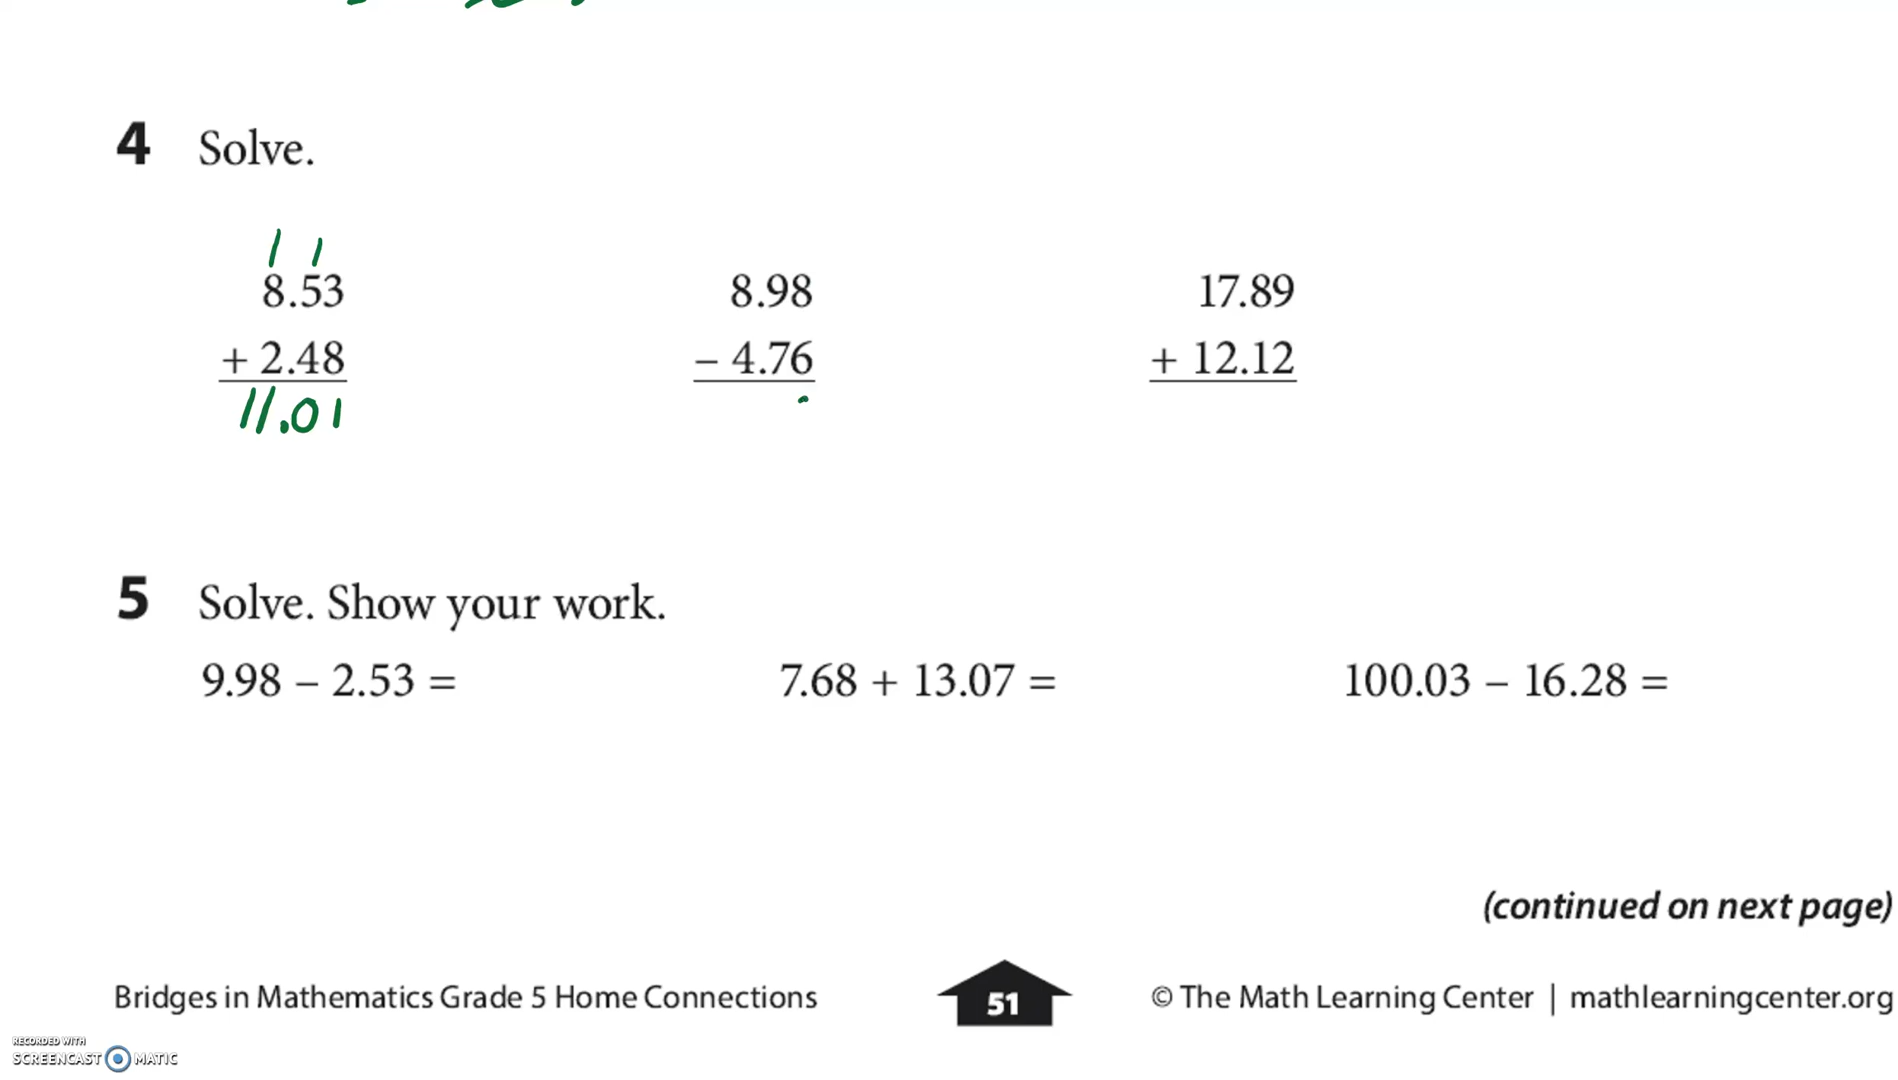 4 Solve.
1 1
8.53 8.98 17.89
+ 2.48 – 4.76 + 12.12
11.01
5 Solve. Show your work.
9.98 – 2.53 = 7.68 + 13.07 = 100.03 – 16.28 =
(continued on next page)
Bridges in Mathematics Grade 5 Home Connections 51 © The Math Learning Center | mathlearningcenter.org
RECORDED WITH
SCREENCAST MATIC